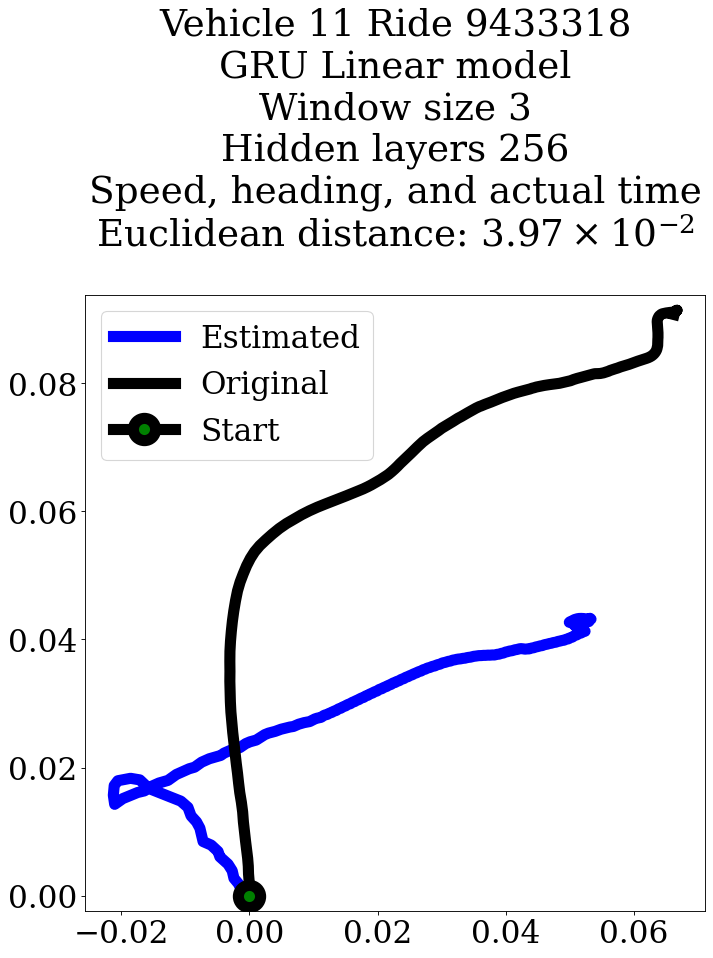 Vehicle 11 Ride 9433318
GRU Linear model
Window size 3
Hidden layers 256
Speed, heading, and actual time
Euclidean distance: 3.97 × 10⁻²
Estimated
Original
Start
0.08
0.06
0.04
0.02
0.00
−0.02 0.00 0.02 0.04 0.06